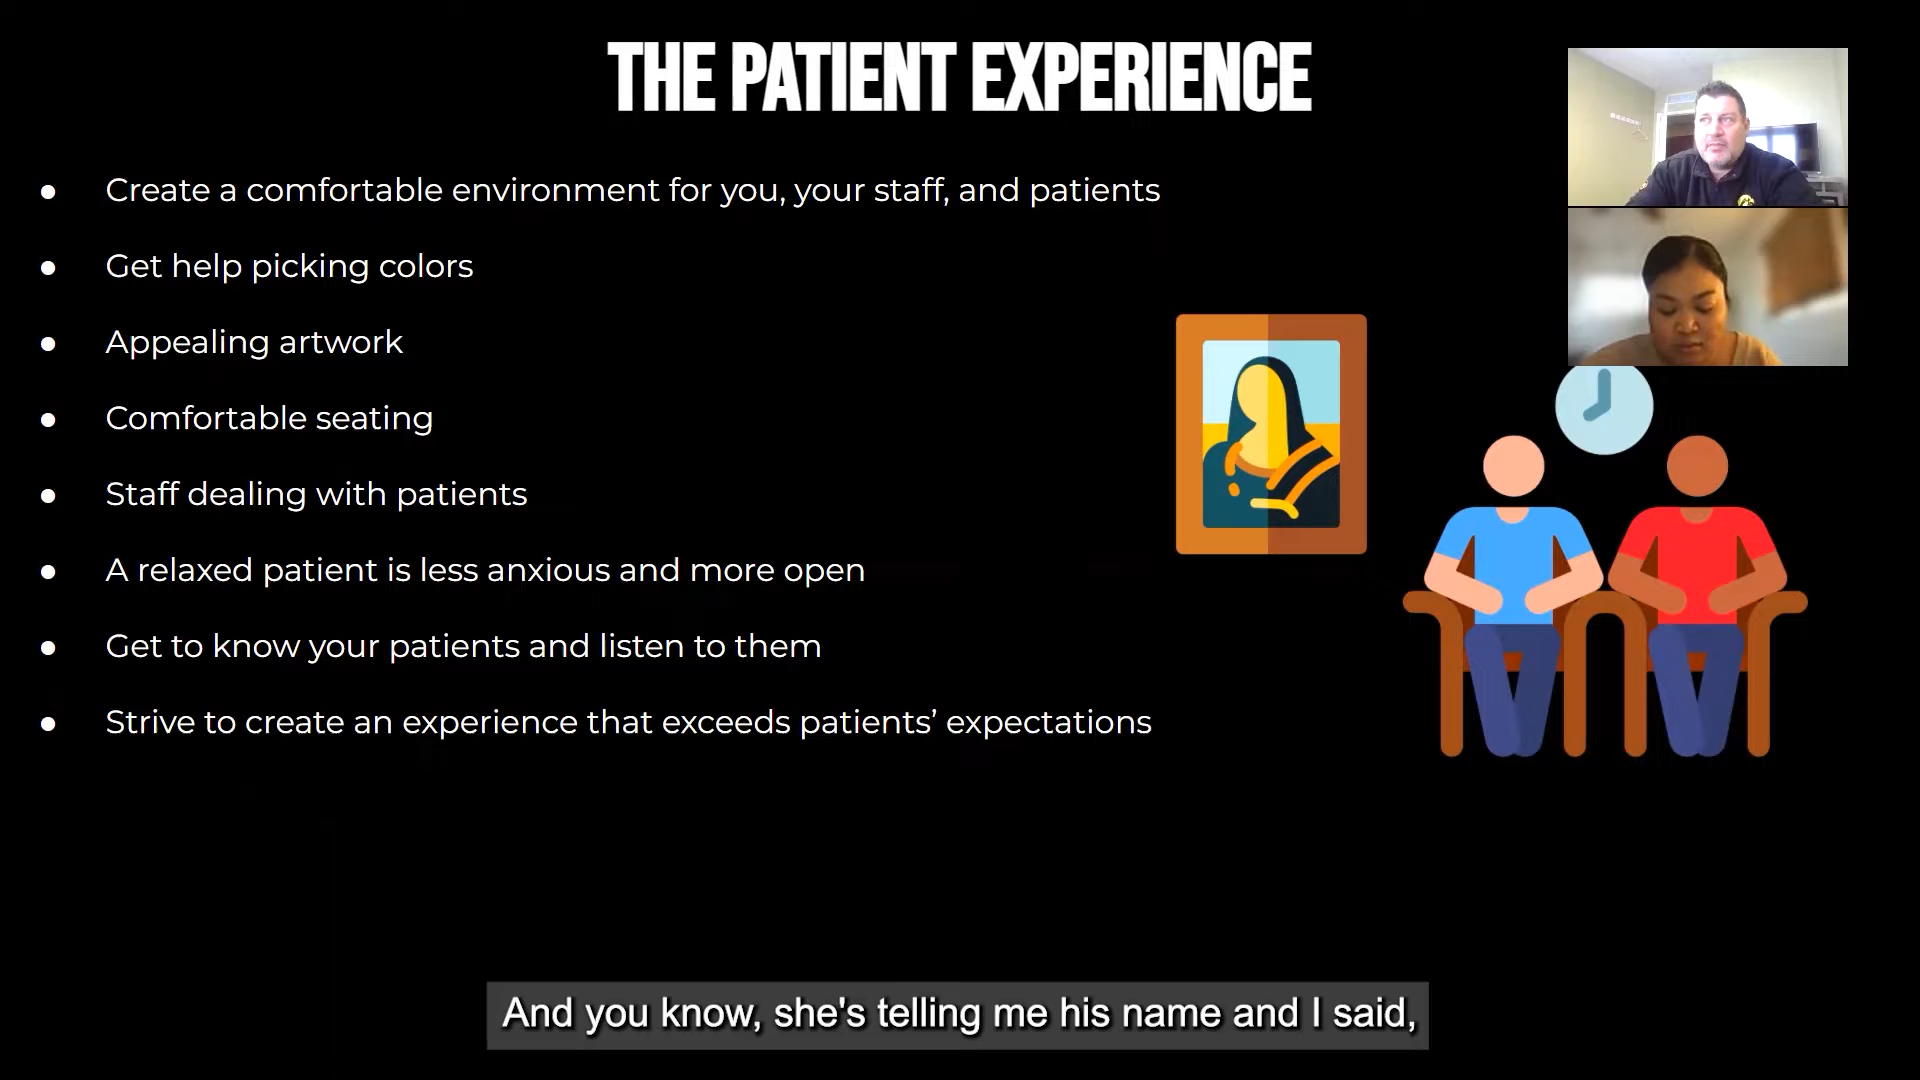 THE PATIENT EXPERIENCE
● Create a comfortable environment for you, your staff, and patients
● Get help picking colors
● Appealing artwork
● Comfortable seating
● Staff dealing with patients
● A relaxed patient is less anxious and more open
● Get to know your patients and listen to them
● Strive to create an experience that exceeds patients’ expectations
And you know, she's telling me his name and I said,